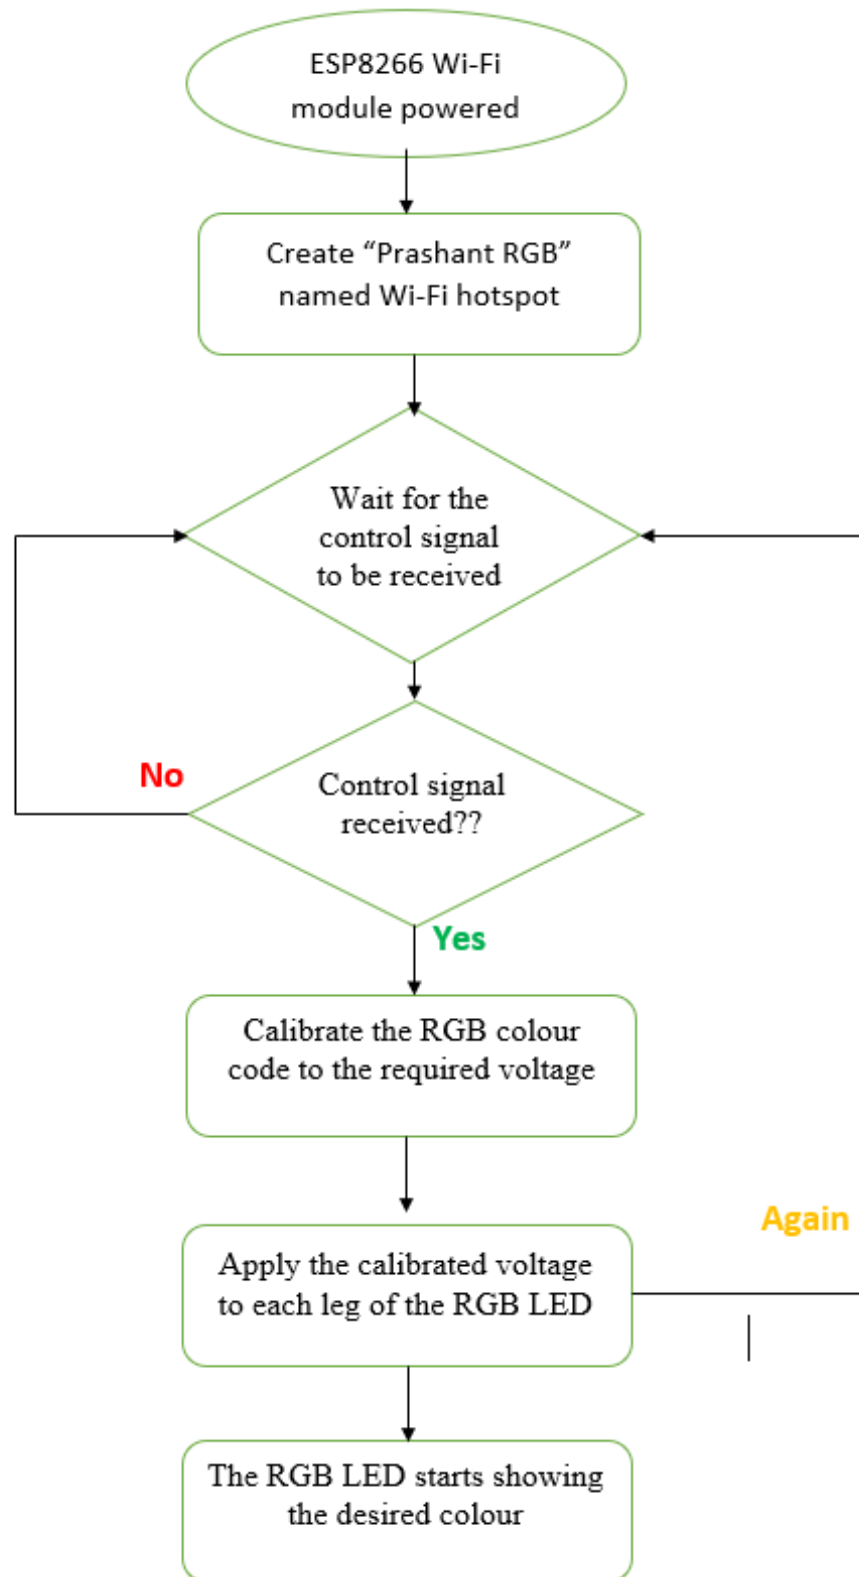 ESP8266 Wi-Fi
module powered
Create “Prashant RGB”
named Wi-Fi hotspot
Wait for the
control signal
to be received
No
Control signal
received??
Yes
Calibrate the RGB colour
code to the required voltage
Again
Apply the calibrated voltage
to each leg of the RGB LED
The RGB LED starts showing
the desired colour